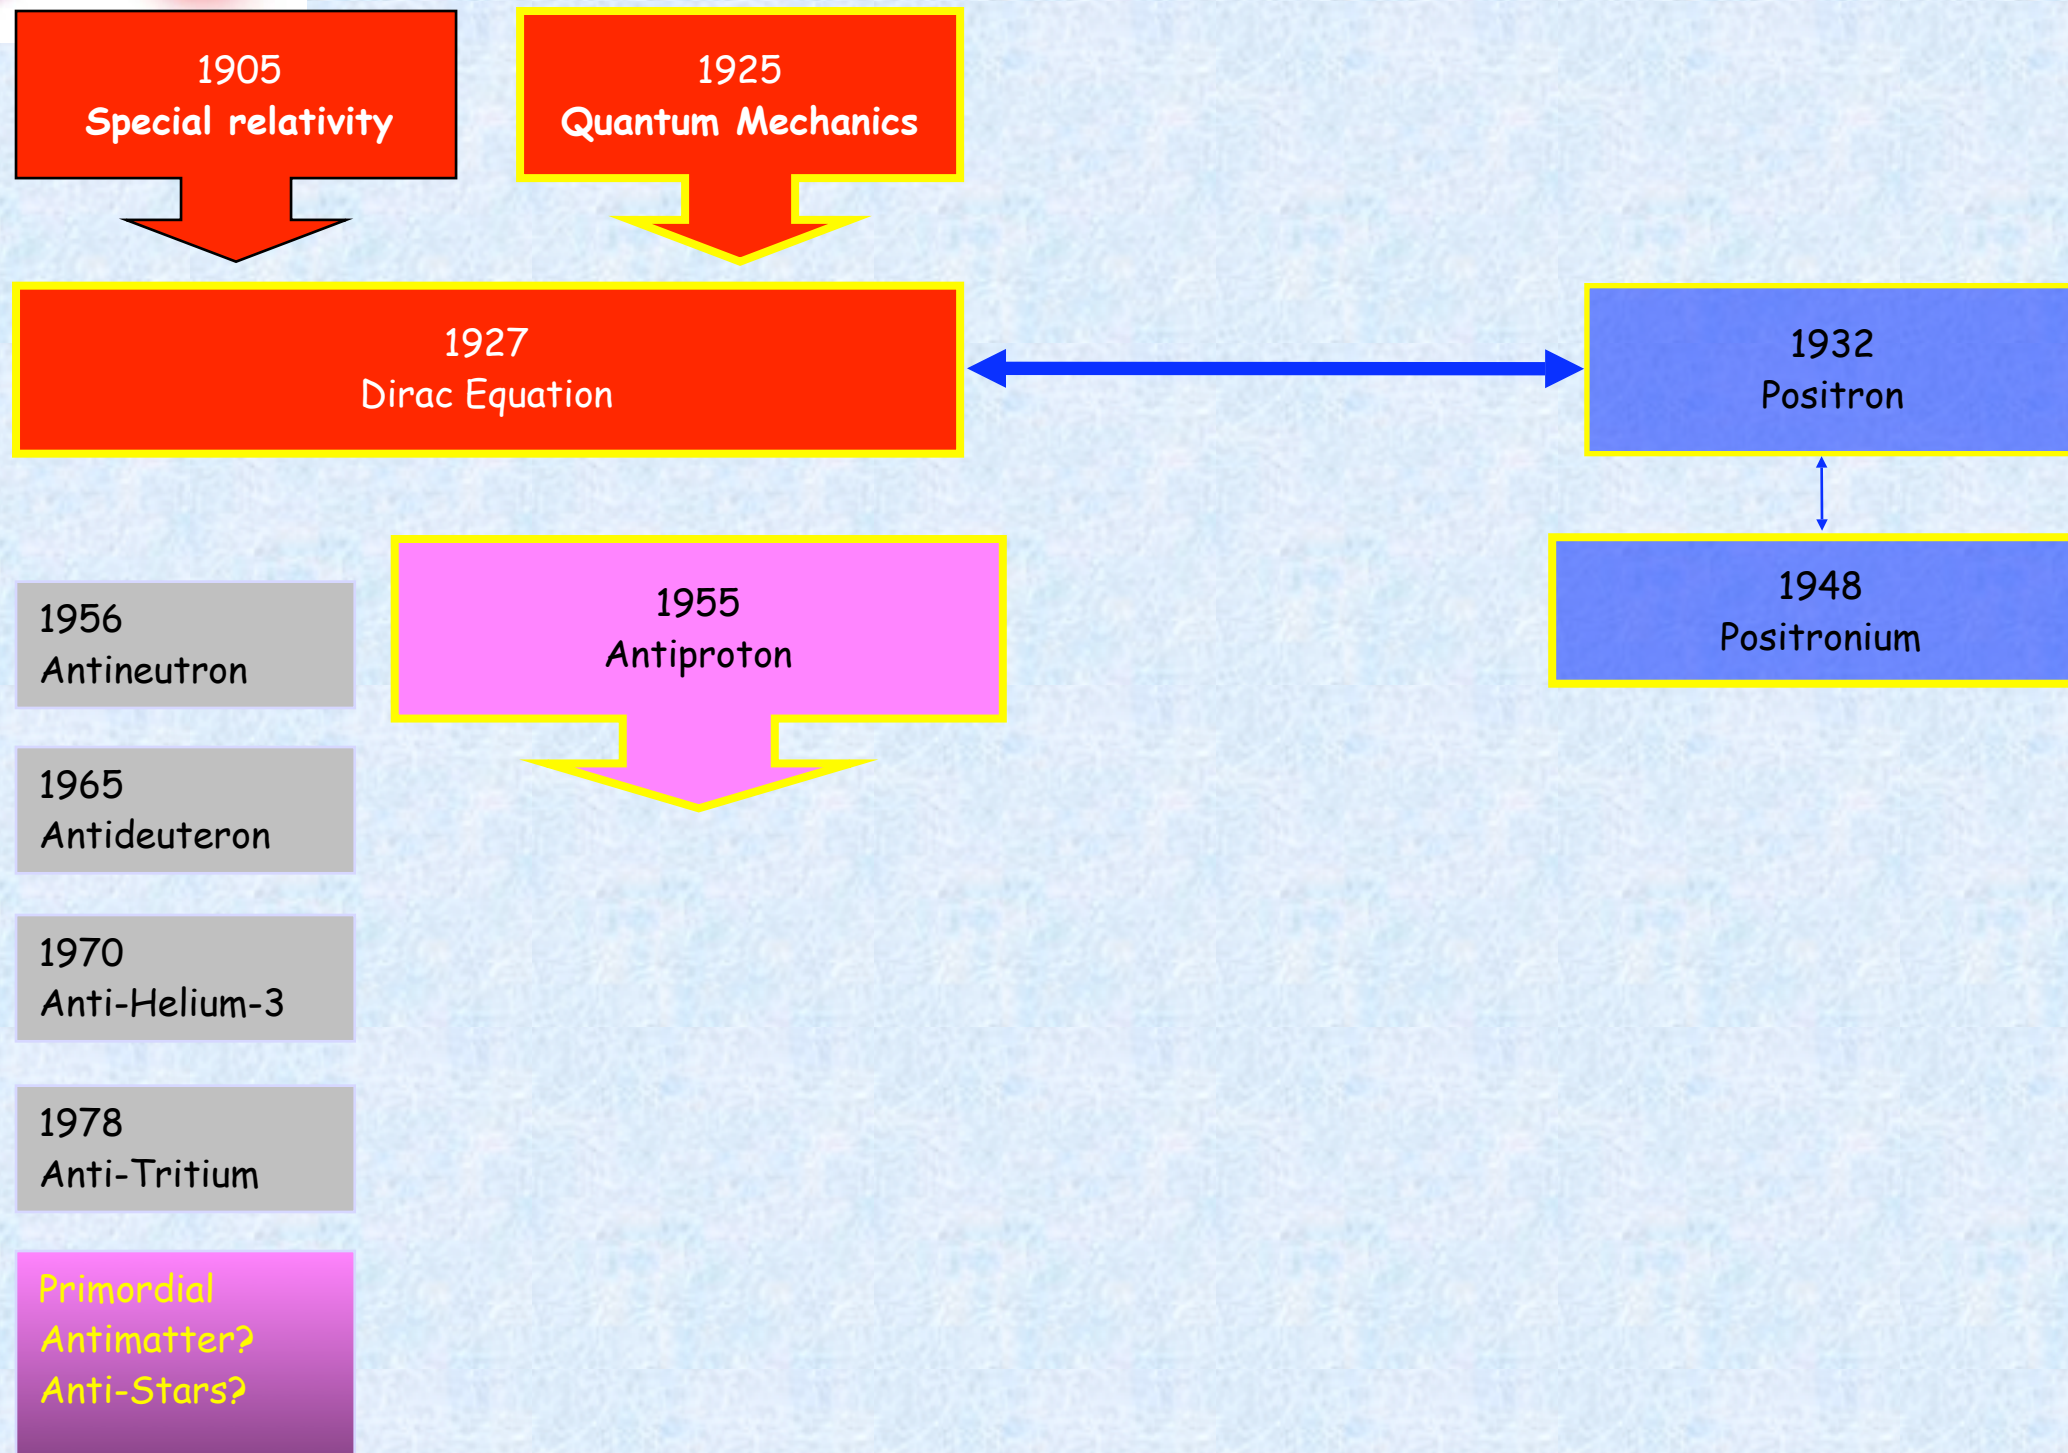 1905
Special relativity
1925
Quantum Mechanics
1927
Dirac Equation
1932
Positron
1948
Positronium
1955
Antiproton
1956
Antineutron
1965
Antideuteron
1970
Anti-Helium-3
1978
Anti-Tritium
Primordial
Antimatter?
Anti-Stars?